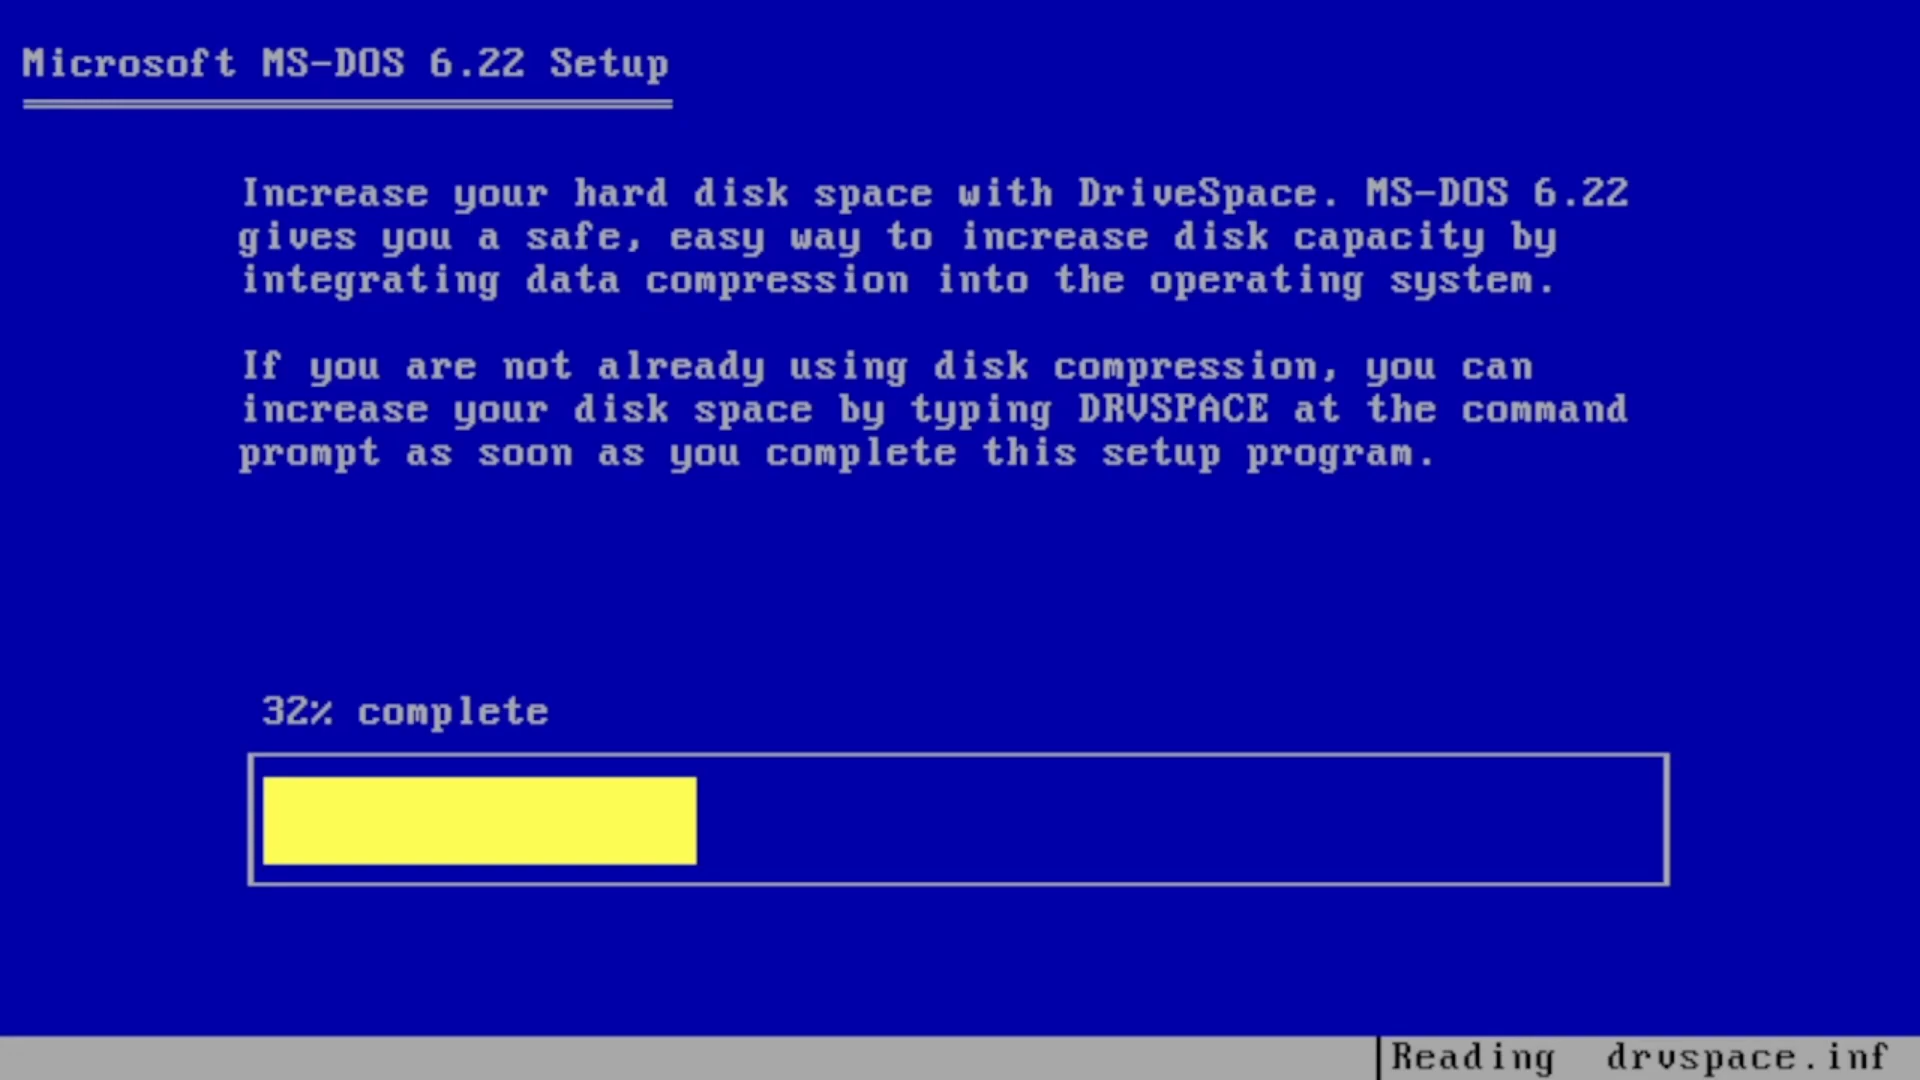 Microsoft MS-DOS 6.22 Setup
Increase your hard disk space with DriveSpace. MS-DOS 6.22
gives you a safe, easy way to increase disk capacity by
integrating data compression into the operating system.
If you are not already using disk compression, you can
increase your disk space by typing DRVSPACE at the command
prompt as soon as you complete this setup program.
32% complete
Reading drvspace.inf